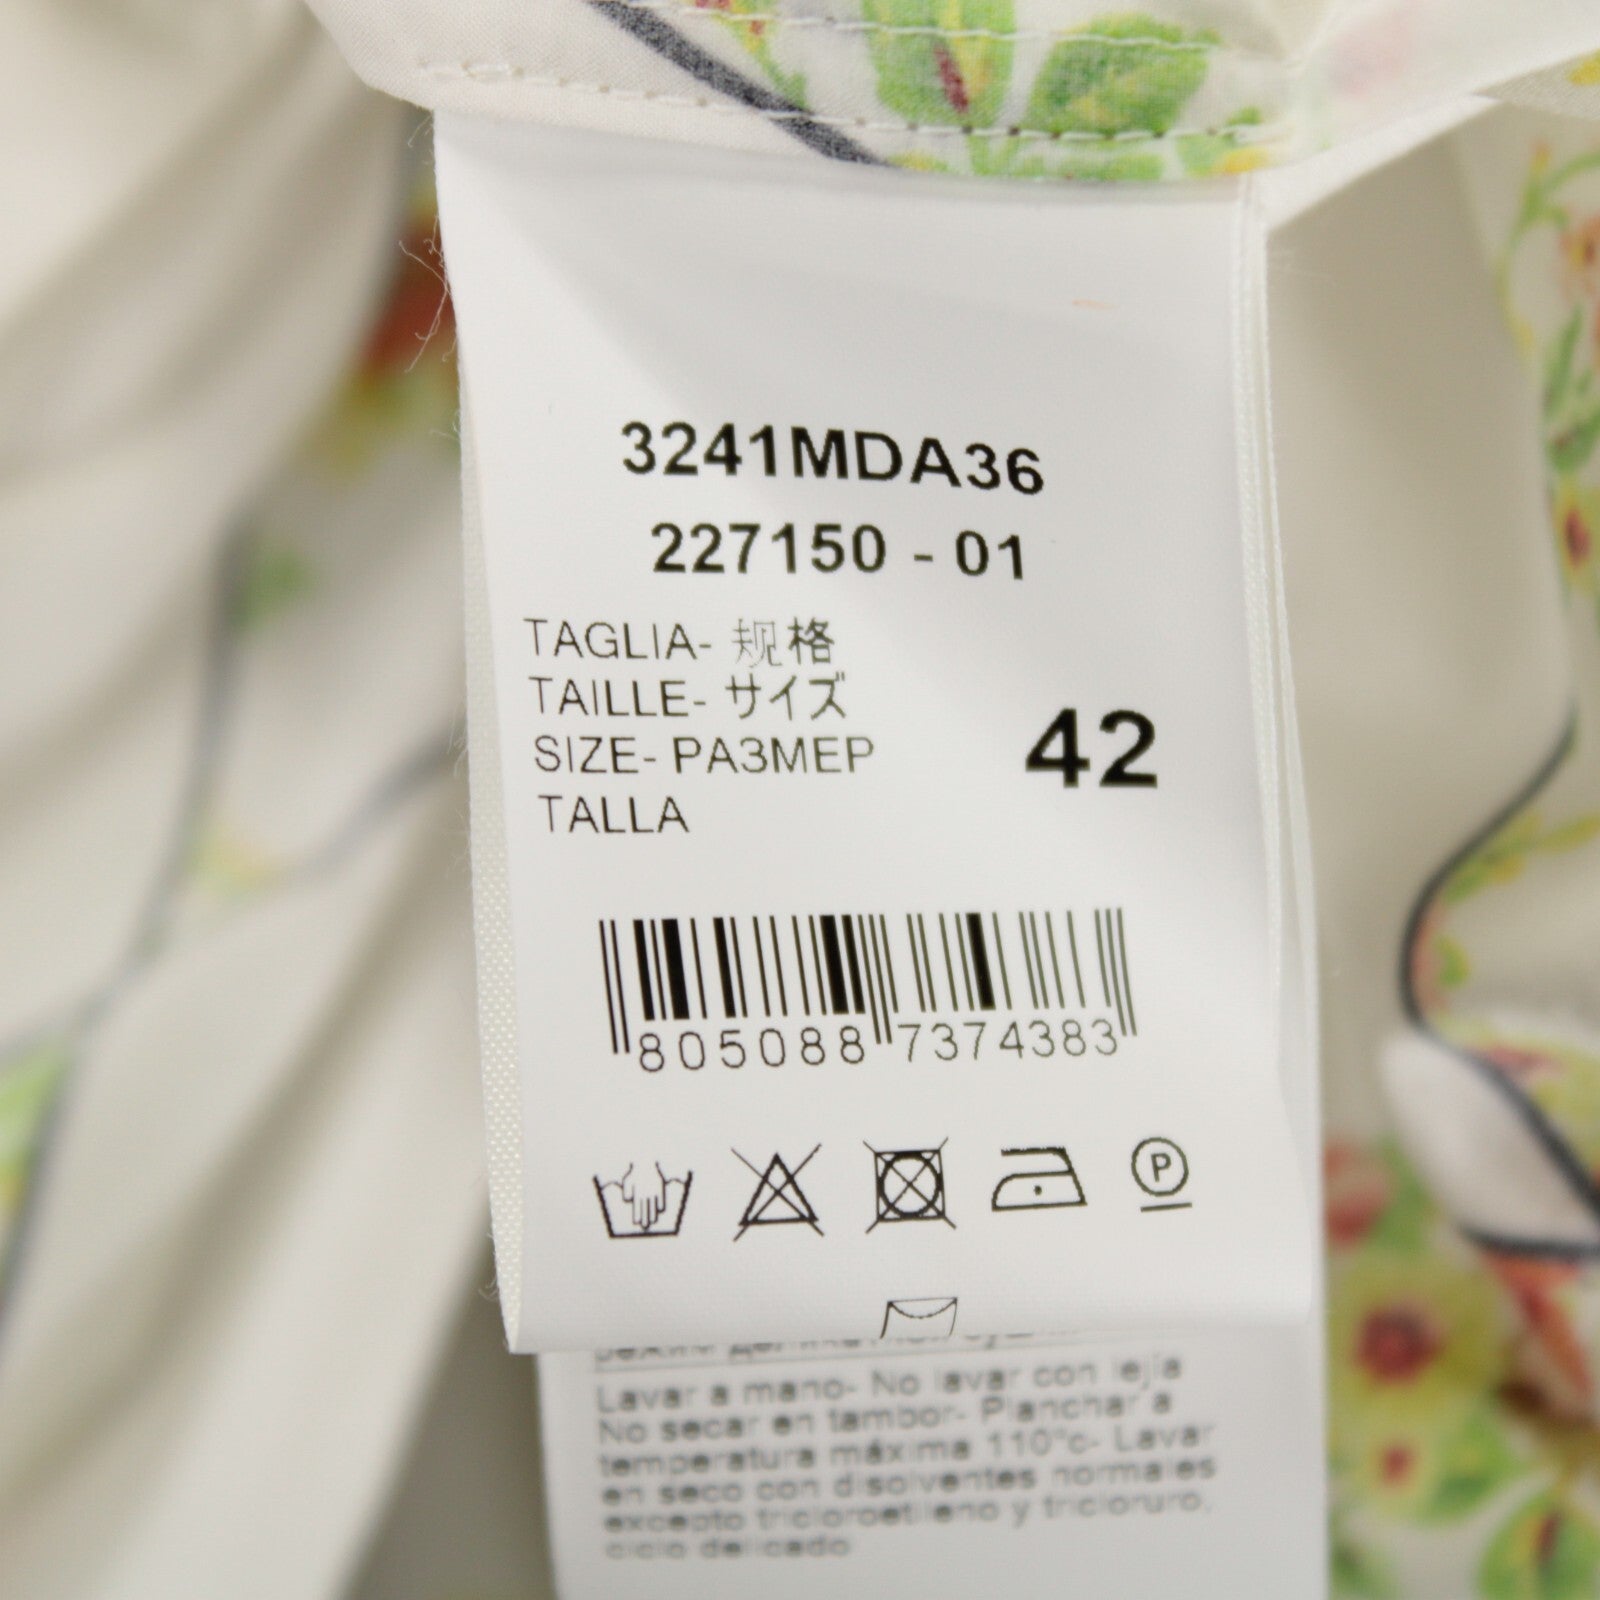 3241MDA36
227150 - 01
TAGLIA- 规格
TAILLE- サイズ
SIZE- РАЗМЕР
TALLA
42
805088 7374383
P
Lavar a mano- No lavar con lejía
No secar en tambor- Planchar a
temperatura máxima 110°c- Lavar
en seco con disolventes normales
excepto tricloroetileno y tricloruro.
ciclo delicado